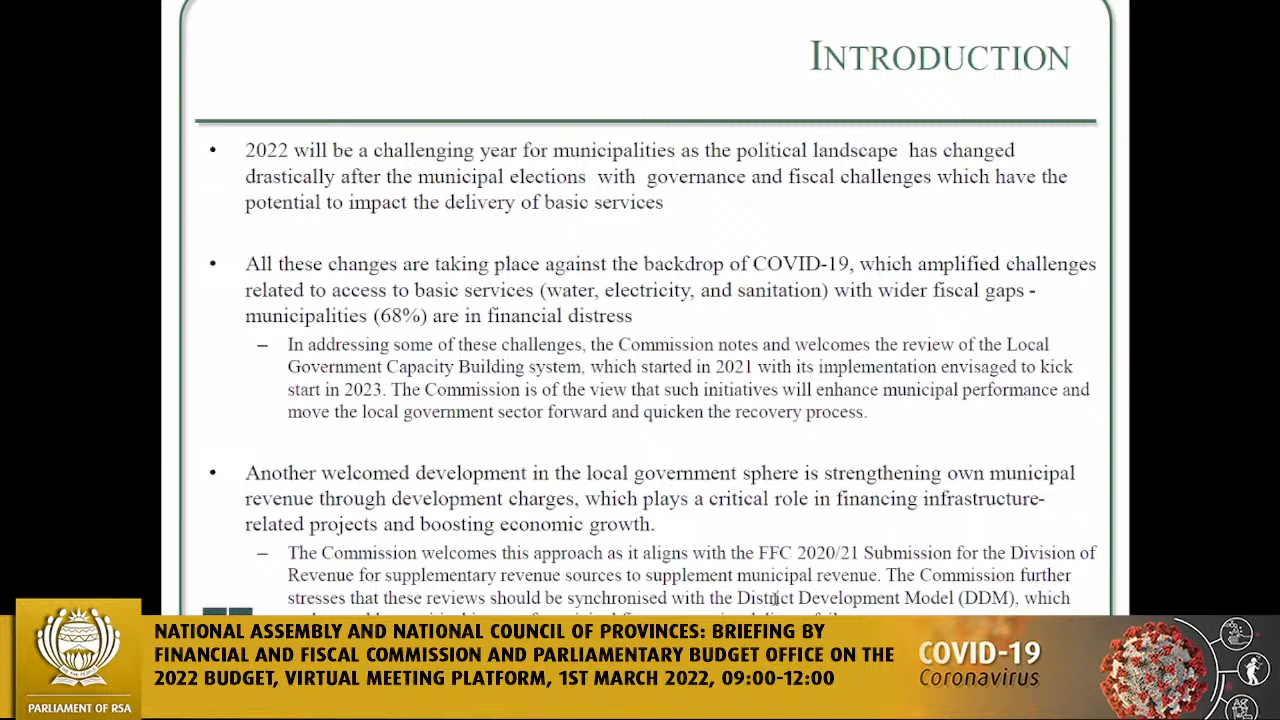 INTRODUCTION
• 2022 will be a challenging year for municipalities as the political landscape has changed
drastically after the municipal elections with governance and fiscal challenges which have the
potential to impact the delivery of basic services
• All these changes are taking place against the backdrop of COVID-19, which amplified challenges
related to access to basic services (water, electricity, and sanitation) with wider fiscal gaps -
municipalities (68%) are in financial distress
– In addressing some of these challenges, the Commission notes and welcomes the review of the Local
Government Capacity Building system, which started in 2021 with its implementation envisaged to kick
start in 2023. The Commission is of the view that such initiatives will enhance municipal performance and
move the local government sector forward and quicken the recovery process.
• Another welcomed development in the local government sphere is strengthening own municipal
revenue through development charges, which plays a critical role in financing infrastructure-
related projects and boosting economic growth.
– The Commission welcomes this approach as it aligns with the FFC 2020/21 Submission for the Division of
Revenue for supplementary revenue sources to supplement municipal revenue. The Commission further
stresses that these reviews should be synchronised with the District Development Model (DDM), which
PARLIAMENT OF RSA
NATIONAL ASSEMBLY AND NATIONAL COUNCIL OF PROVINCES: BRIEFING BY
FINANCIAL AND FISCAL COMMISSION AND PARLIAMENTARY BUDGET OFFICE ON THE
2022 BUDGET, VIRTUAL MEETING PLATFORM, 1ST MARCH 2022, 09:00-12:00
COVID-19
Coronavirus